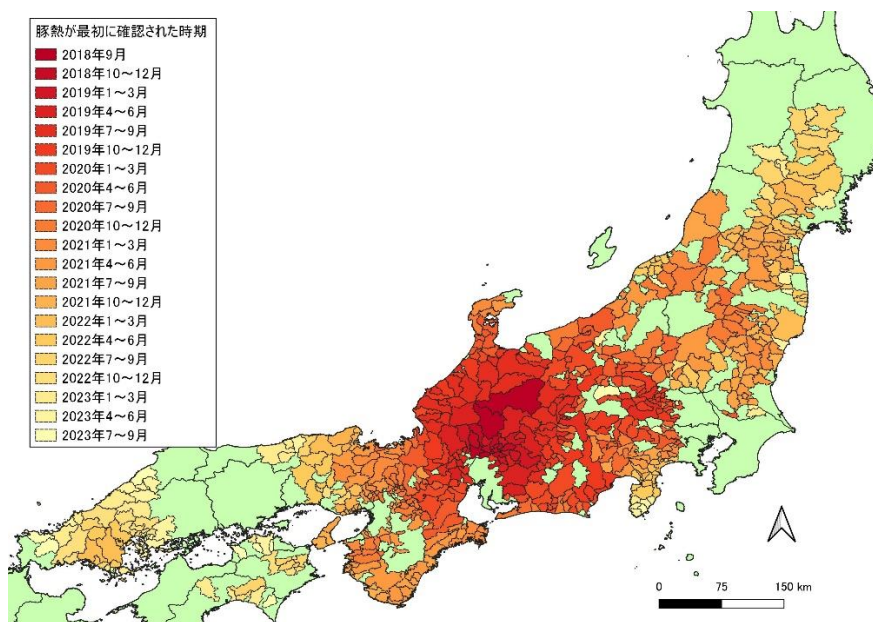 豚熱が最初に確認された時期
2018年9月
2018年10～12月
2019年1～3月
2019年4～6月
2019年7～9月
2019年10～12月
2020年1～3月
2020年4～6月
2020年7～9月
2020年10～12月
2021年1～3月
2021年4～6月
2021年7～9月
2021年10～12月
2022年1～3月
2022年4～6月
2022年7～9月
2022年10～12月
2023年1～3月
2023年4～6月
2023年7～9月
0 75 150 km